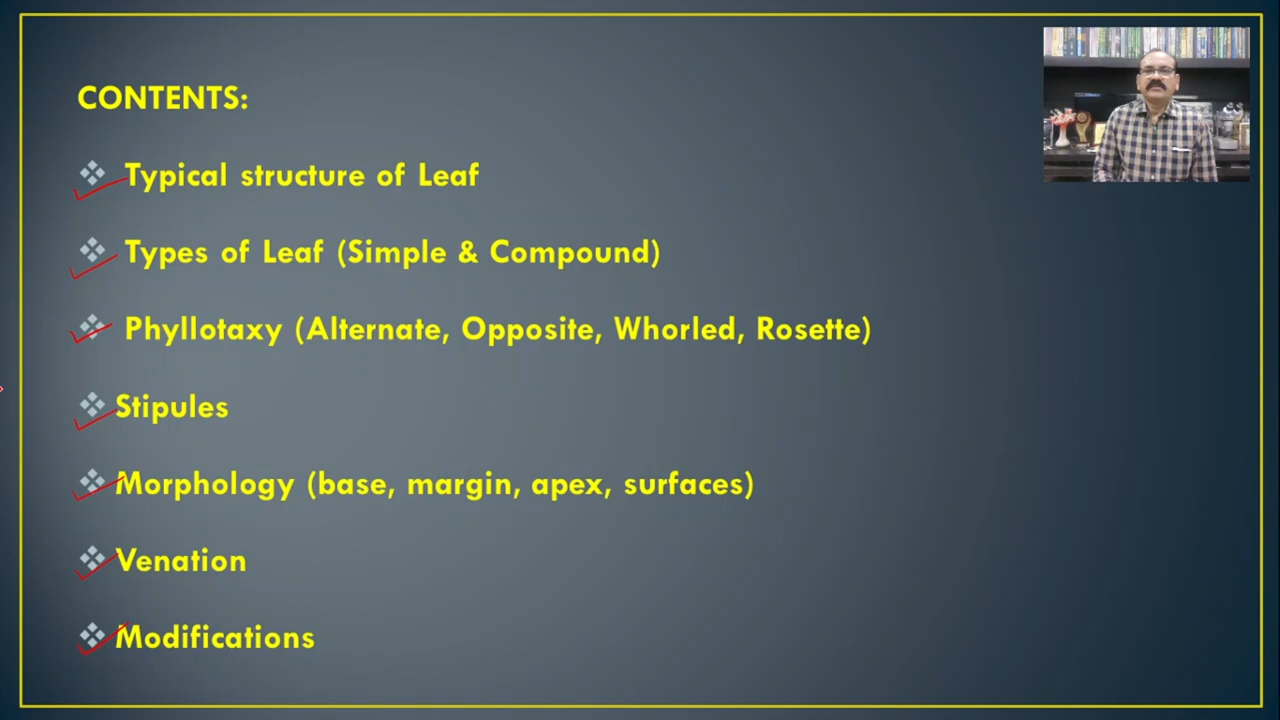 CONTENTS:
Typical structure of Leaf
Types of Leaf (Simple & Compound)
Phyllotaxy (Alternate, Opposite, Whorled, Rosette)
Stipules
Morphology (base, margin, apex, surfaces)
Venation
Modifications